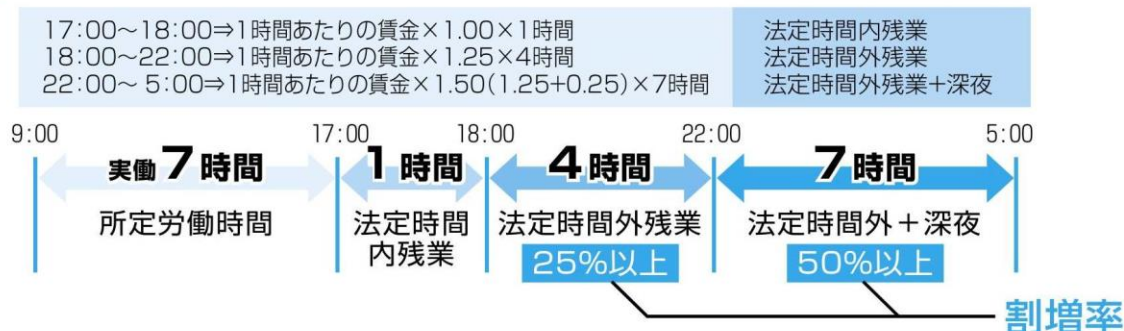 17:00～18:00⇒1時間あたりの賃金×1.00×1時間　法定時間内残業
18:00～22:00⇒1時間あたりの賃金×1.25×4時間　法定時間外残業
22:00～ 5:00⇒1時間あたりの賃金×1.50(1.25+0.25)×7時間　法定時間外残業+深夜
9:00 17:00 18:00 22:00 5:00
実働7時間 1時間 4時間 7時間
所定労働時間 法定時間 法定時間外残業 法定時間外＋深夜
内残業 25%以上 50%以上
割増率